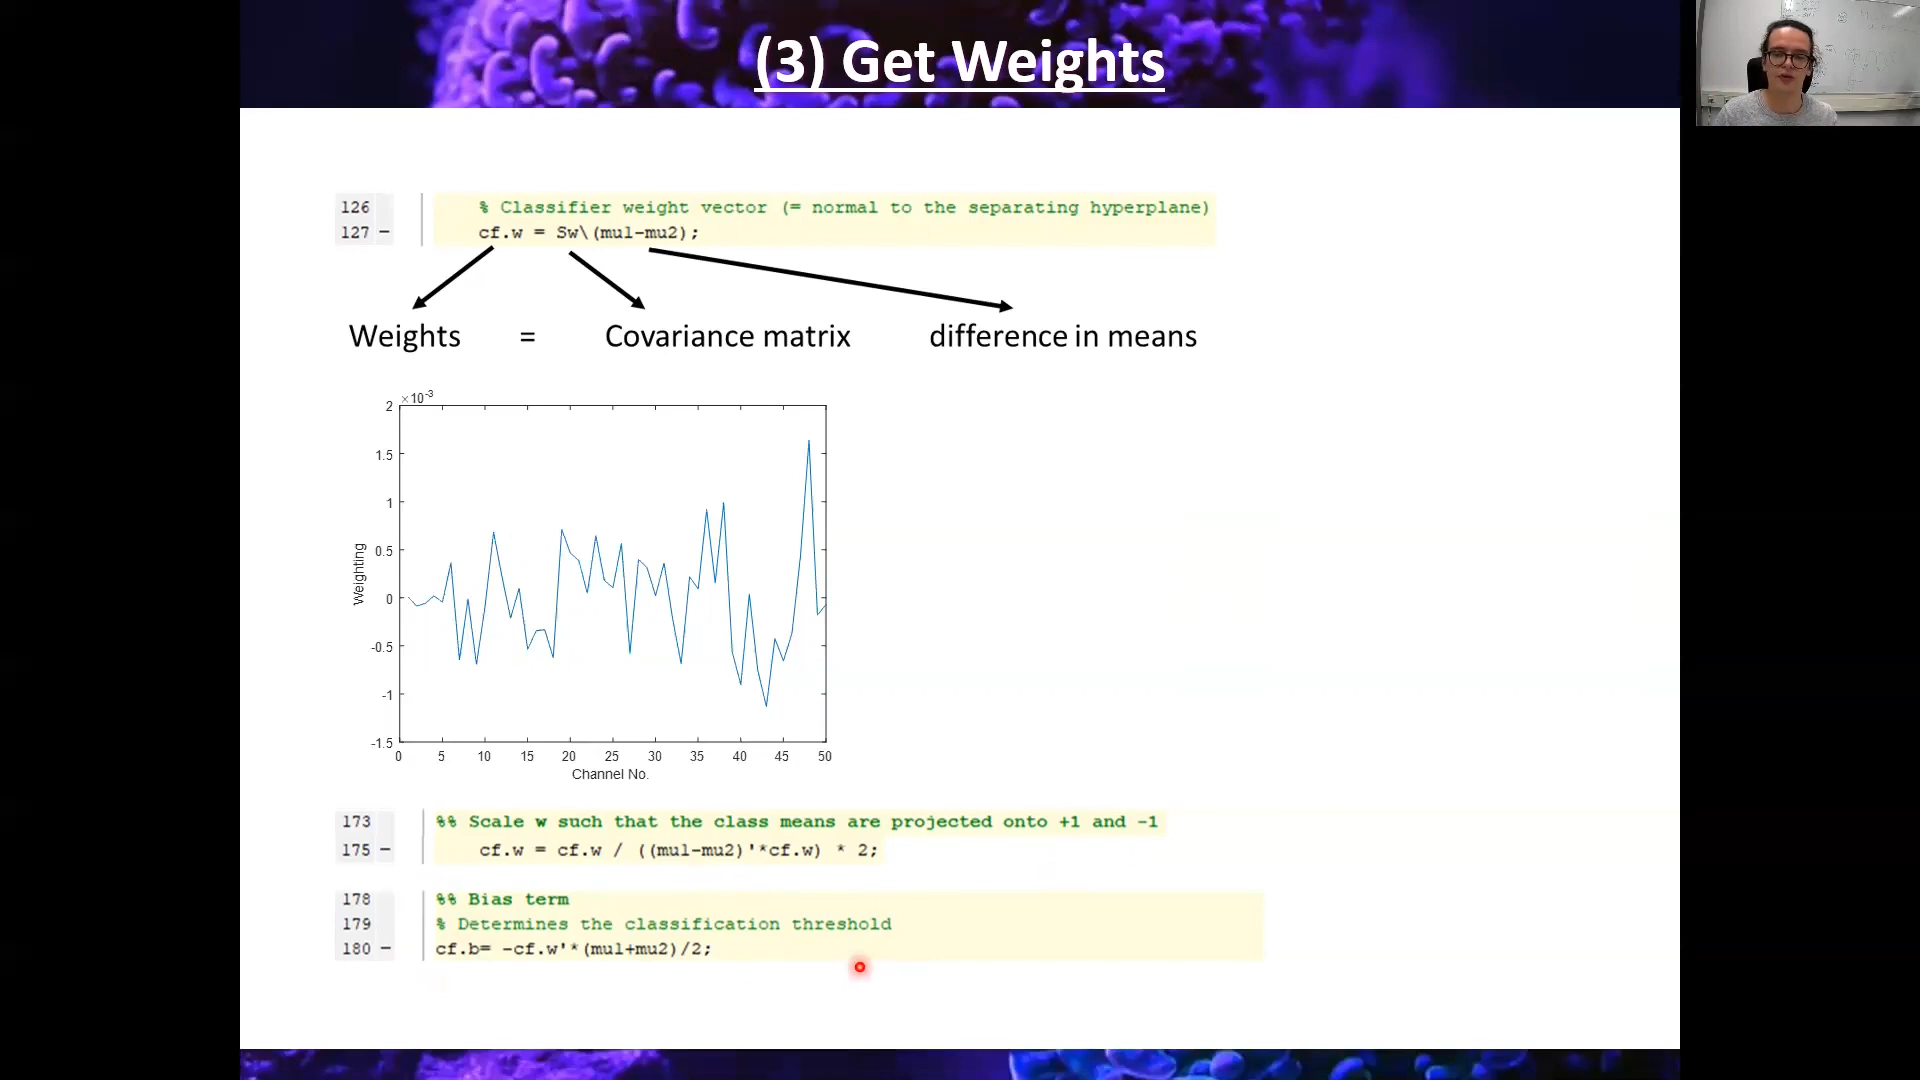 (3) Get Weights
126 % Classifier weight vector (= normal to the separating hyperplane)
127 – cf.w = Sw\(mu1-mu2);
Weights = Covariance matrix difference in means
×10-3
2
1.5
1
0.5
0
-0.5
-1
-1.5
Weighting
0 5 10 15 20 25 30 35 40 45 50
Channel No.
173 %% Scale w such that the class means are projected onto +1 and -1
175 – cf.w = cf.w / ((mu1-mu2)'*cf.w) * 2;
178 %% Bias term
179 % Determines the classification threshold
180 – cf.b= -cf.w'*(mu1+mu2)/2;